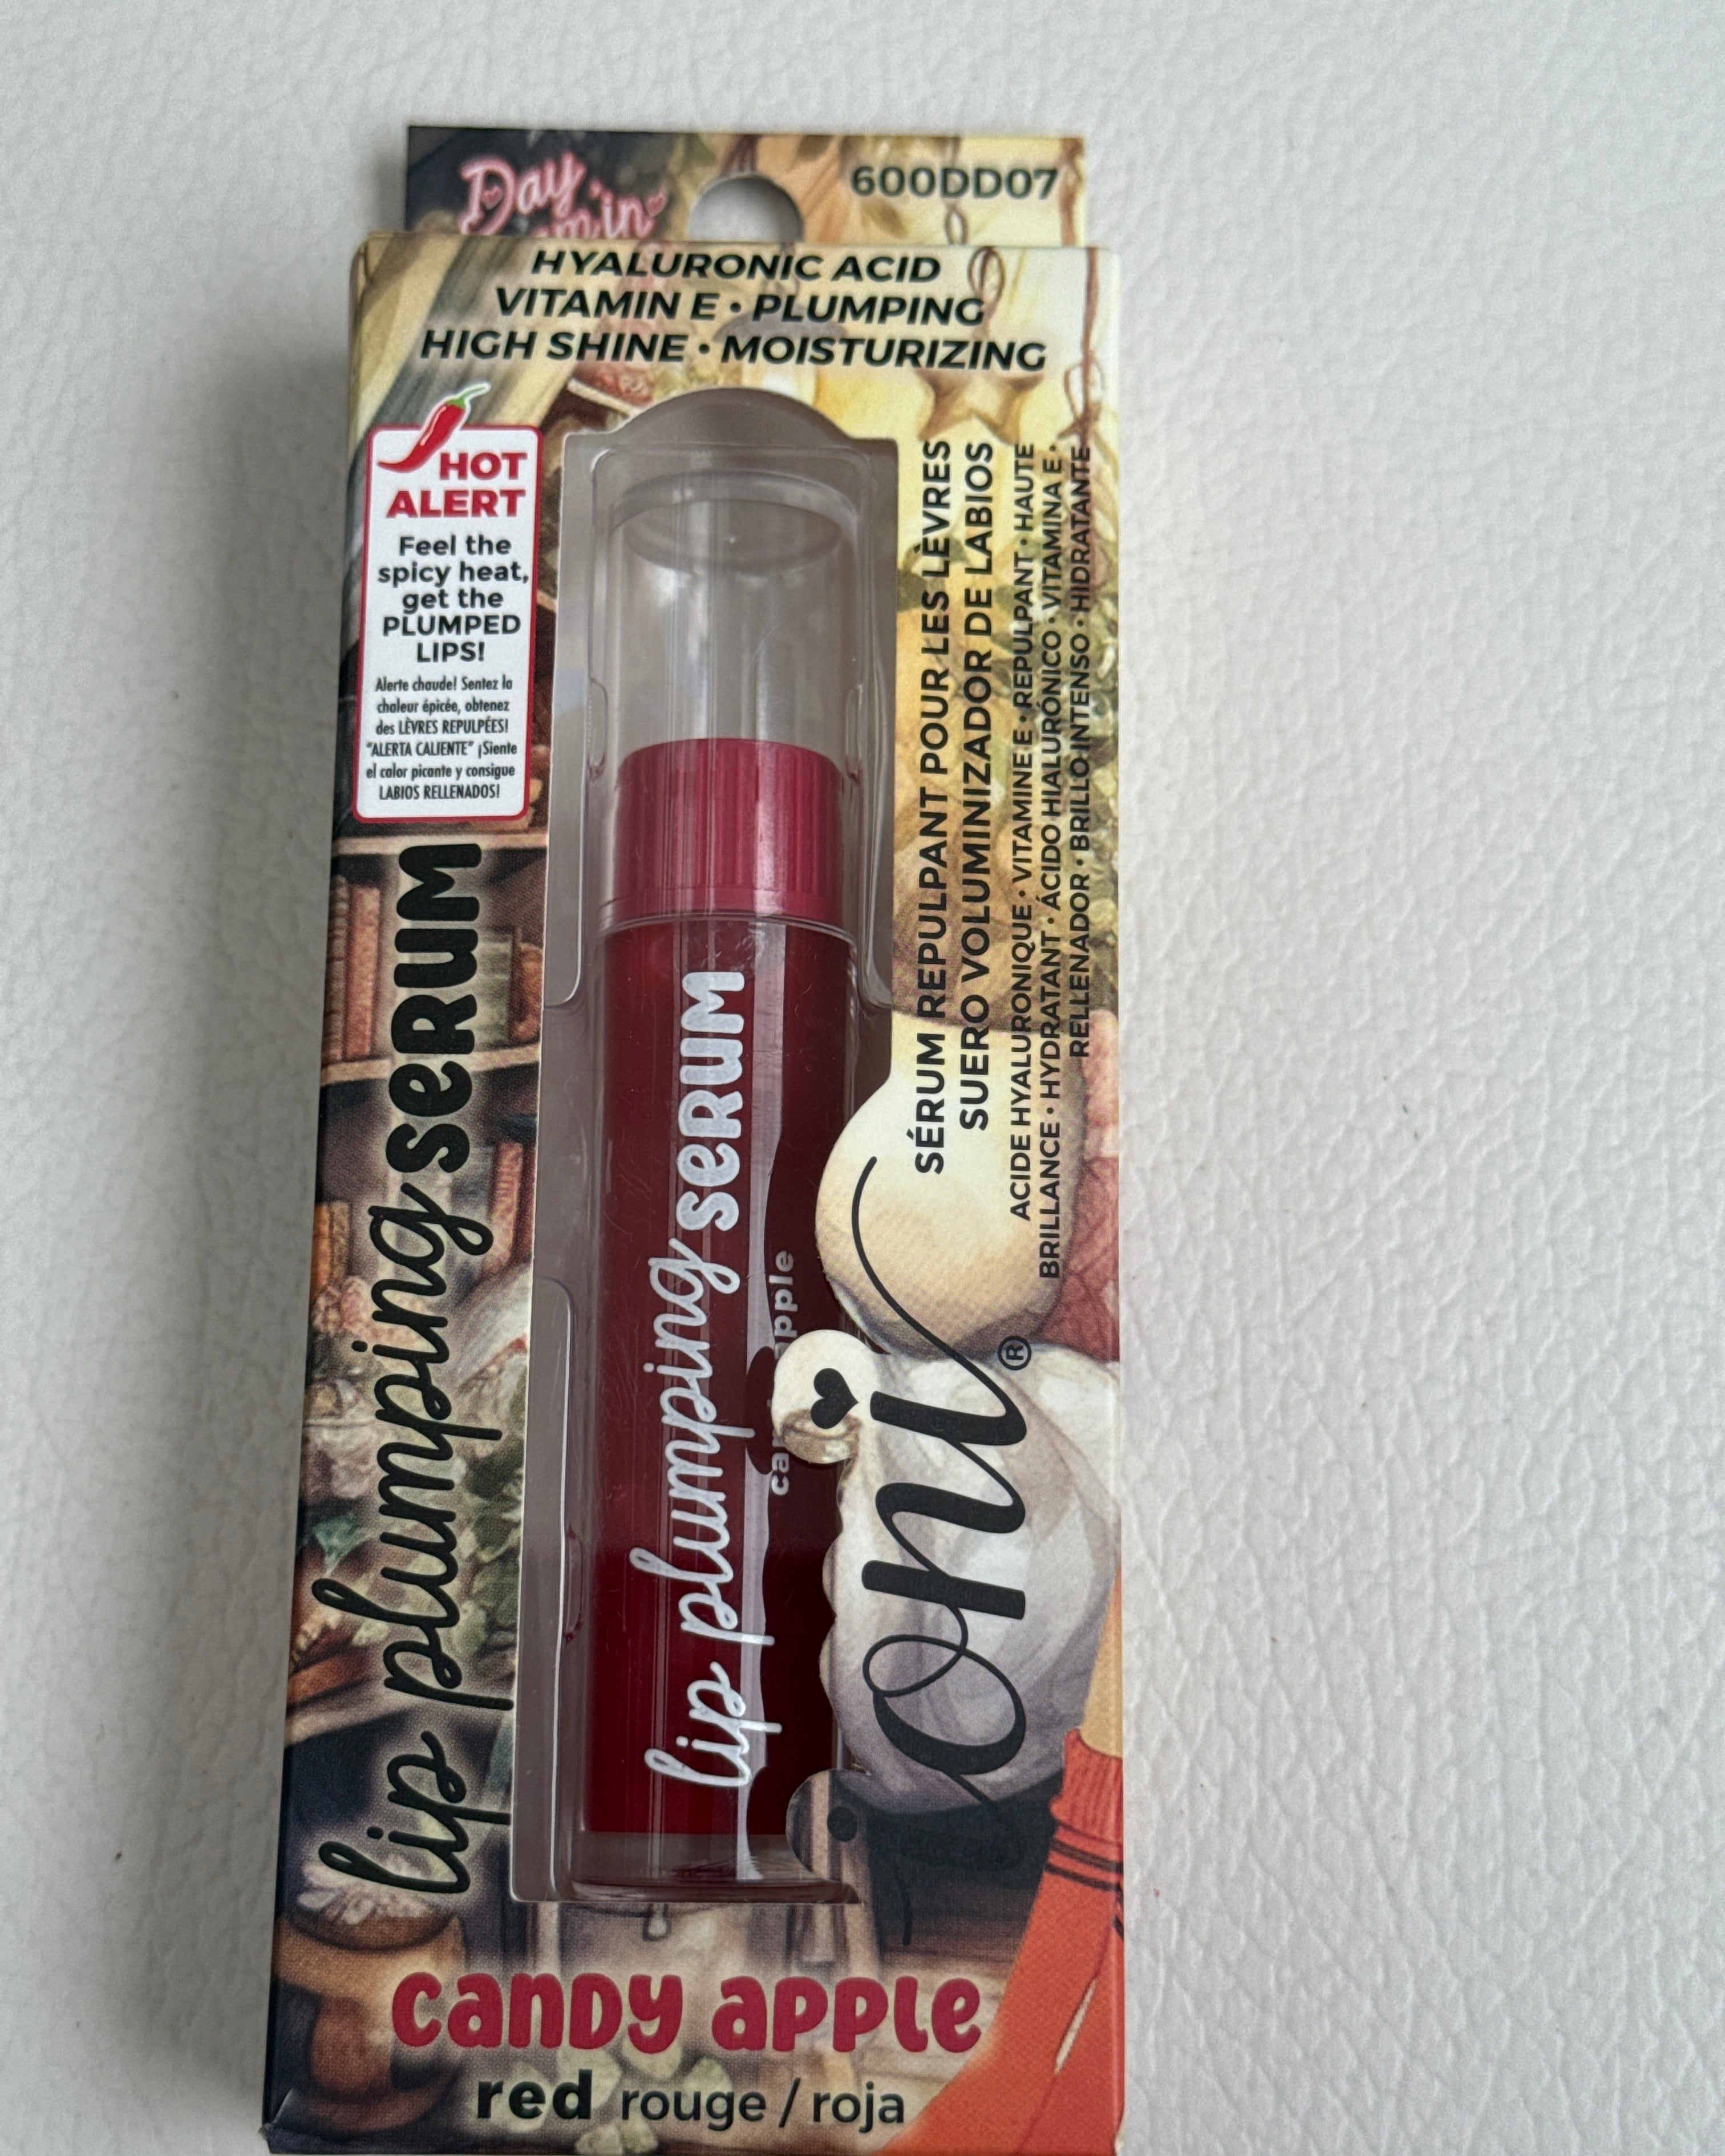 Day
600DD07
HYALURONIC ACID
VITAMIN E • PLUMPING
HIGH SHINE • MOISTURIZING
HOT
ALERT
Feel the
spicy heat,
get the
PLUMPED
LIPS!
Alerte chaude! Sentez la
chaleur épicée, obtenez
des LÈVRES REPULPÉES!
"ALERTA CALIENTE" ¡Siente
el calor picante y consigue
LABIOS RELLENADOS!
lip plumping serum
lip plumping serum
SÉRUM REPULPANT POUR LES LÈVRES
SUERO VOLUMINIZADOR DE LABIOS
ACIDE HYALURONIQUE • VITAMINE E • REPULPANT • HAUTE
BRILLANCE • HYDRATANT • ÁCIDO HIALURÓNICO • VITAMINA E •
RELLENADOR • BRILLO INTENSO • HIDRATANTE
oni®
candy apple
red rouge / roja